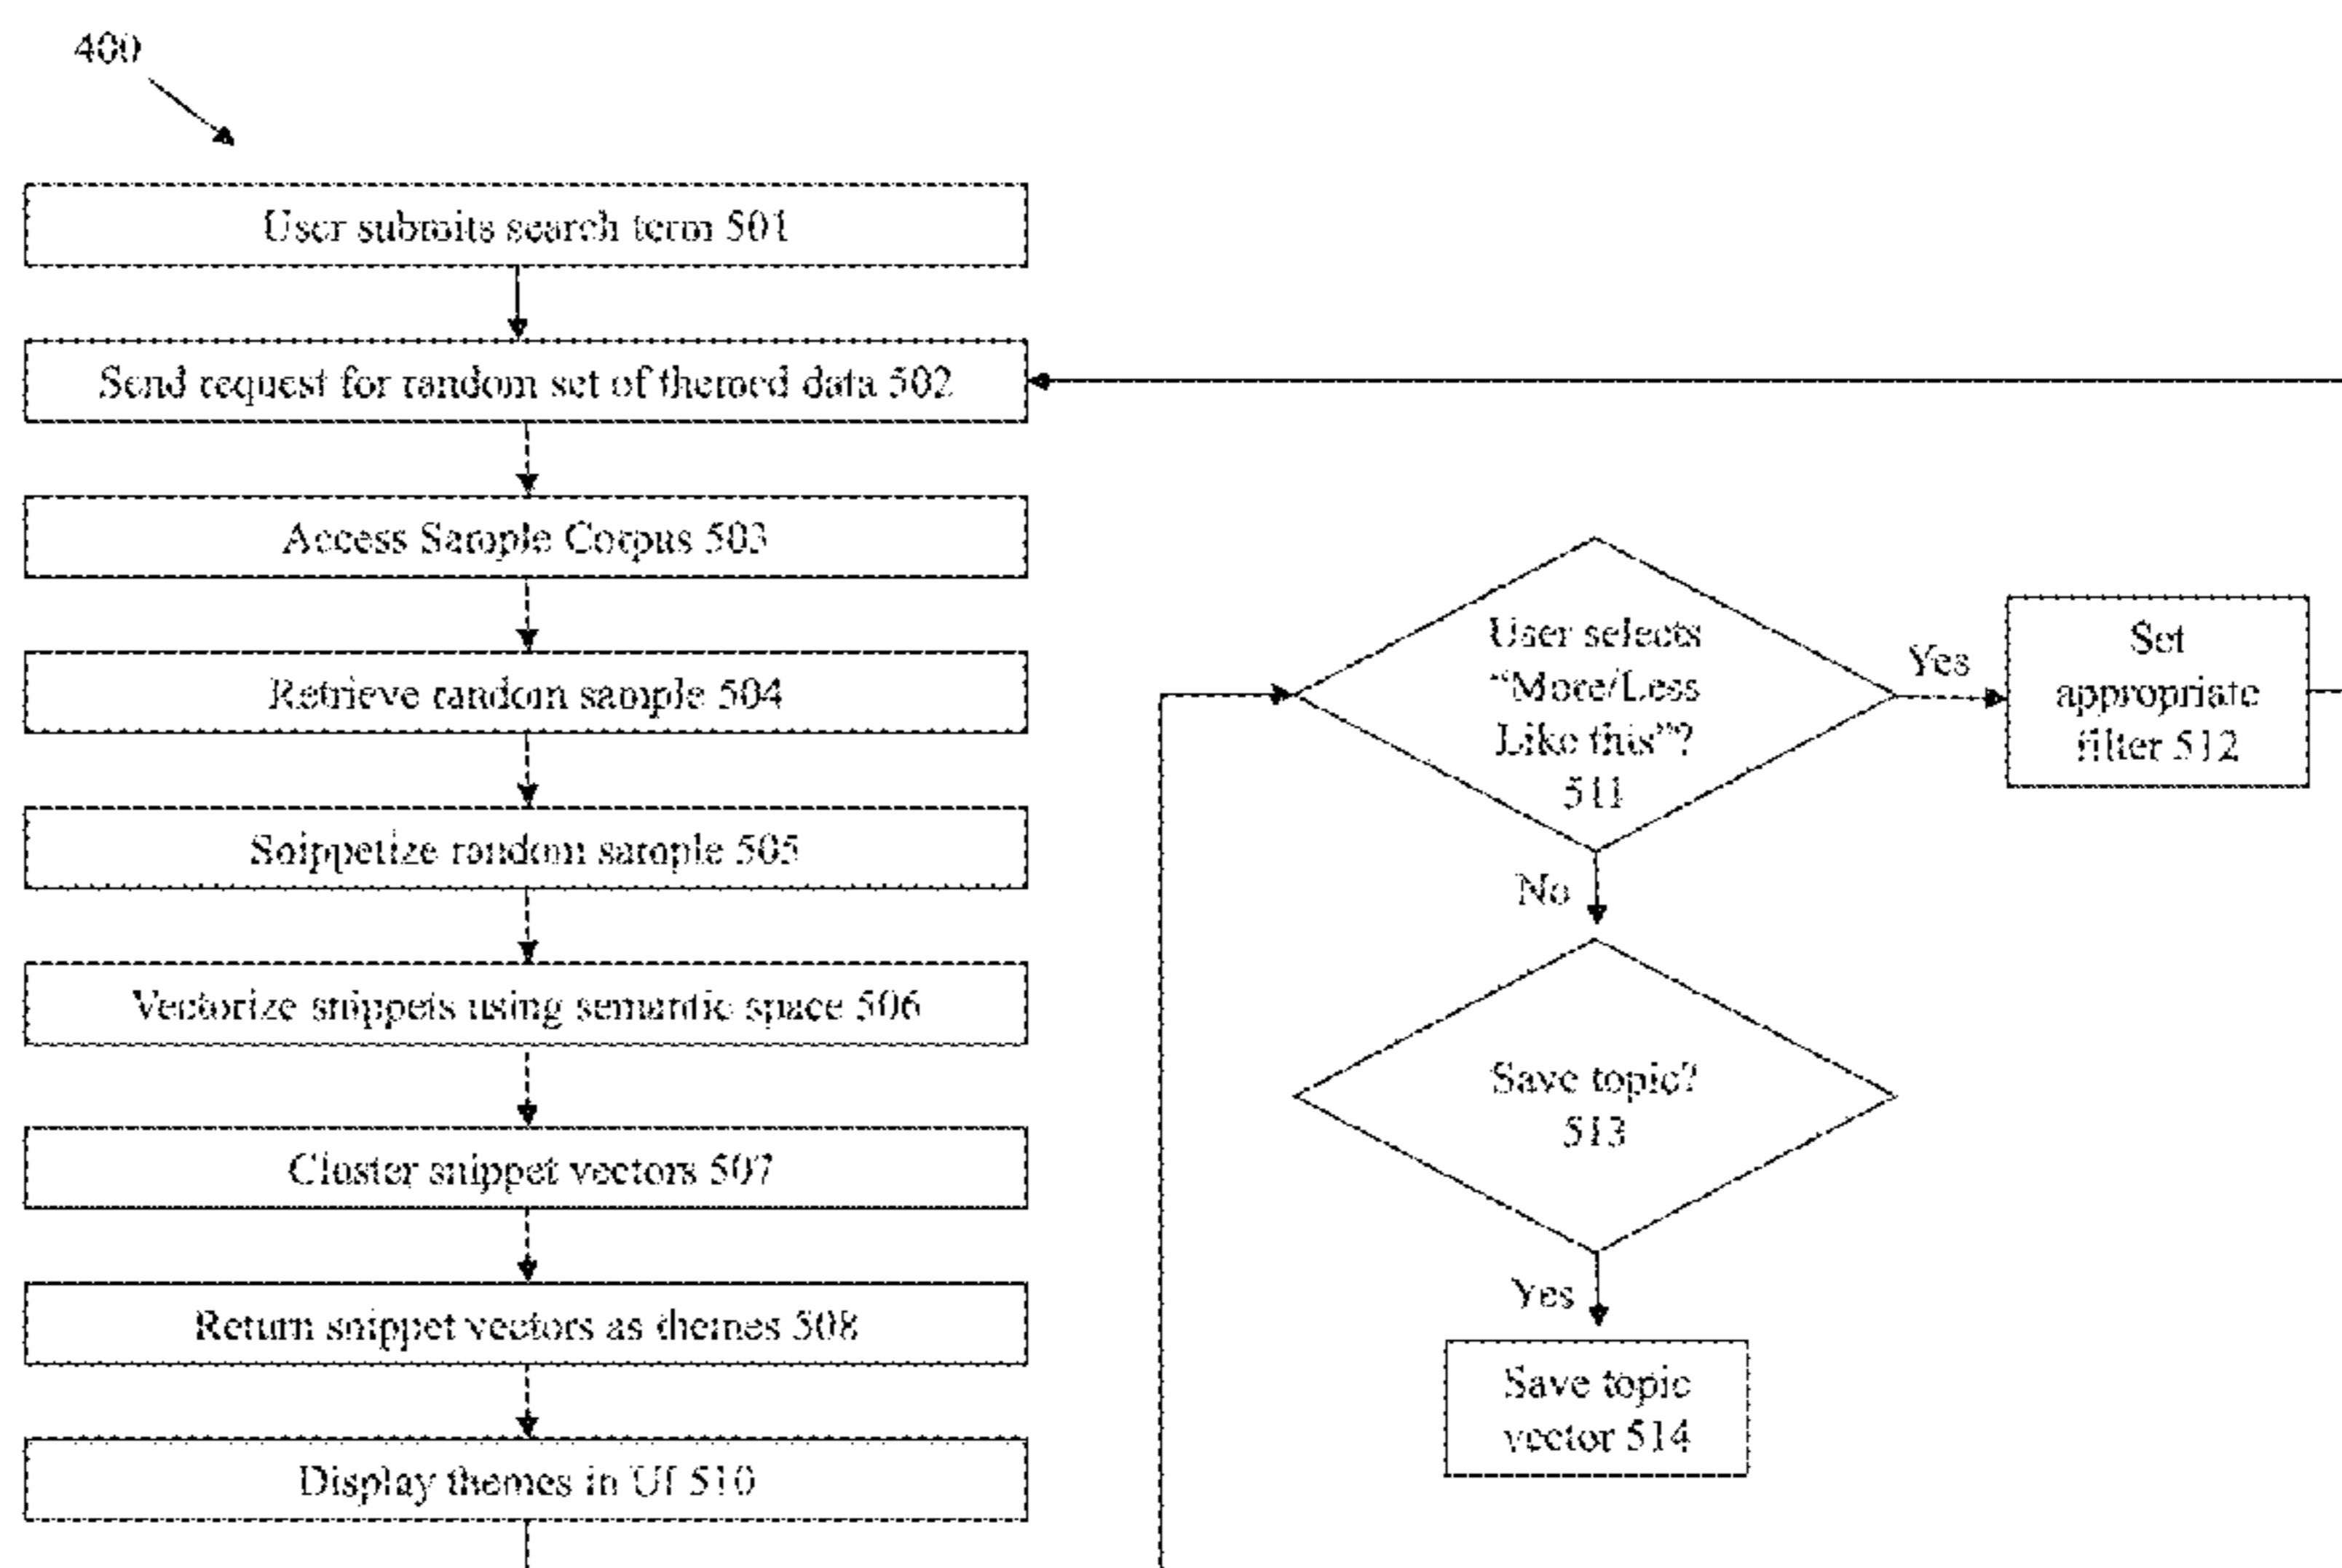 400
User submits search term 501
Send request for random set of themed data 502
Access Sample Corpus 503
Retrieve random sample 504
Snippetize random sample 505
Vectorize snippets using semantic space 506
Cluster snippet vectors 507
Return snippet vectors as themes 508
Display themes in UI 510
User selects
“More/Less
Like this”?
511
Yes
Set
appropriate
filter 512
No
Save topic?
513
Yes
Save topic
vector 514